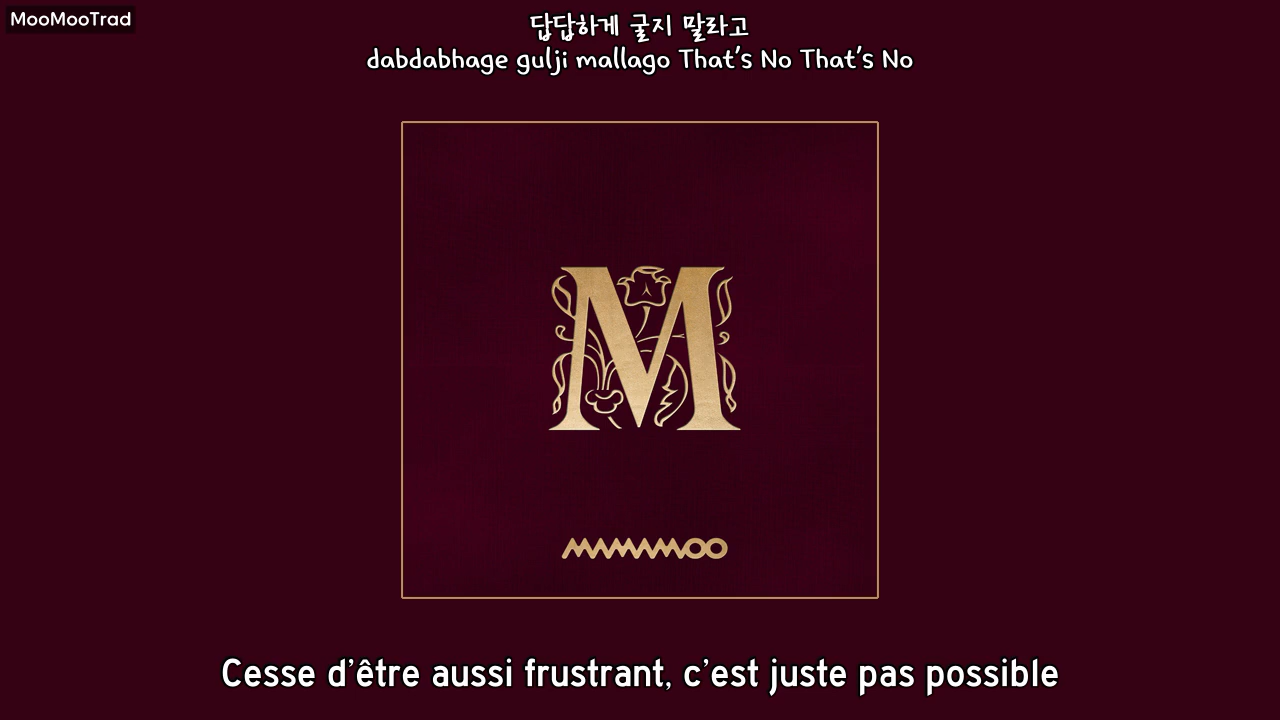 MooMooTrad
답답하게 굴지 말라고
dabdabhage gulji mallago That's No That's No
M
MAMAMOO
Cesse d'être aussi frustrant, c'est juste pas possible